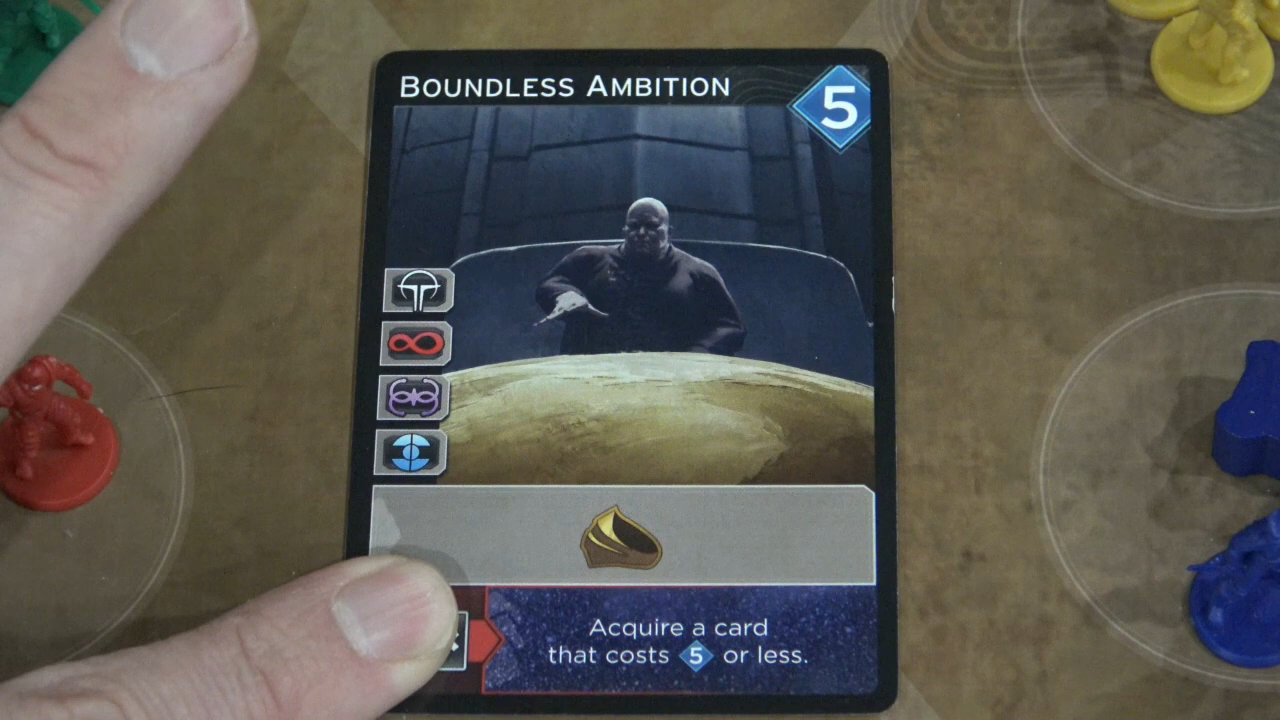 BOUNDLESS AMBITION
5
Acquire a card
that costs 5 or less.